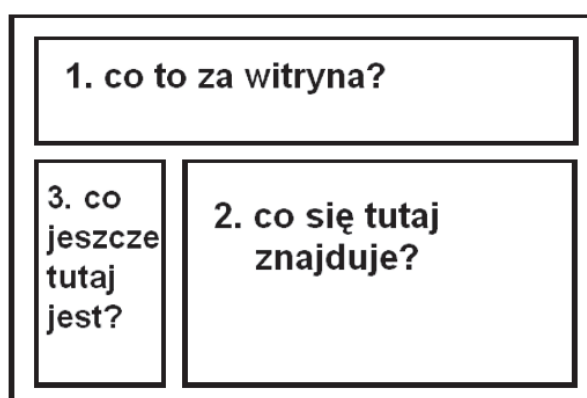 1. co to za witryna?
3. co
jeszcze
tutaj
jest?
2. co się tutaj
znajduje?